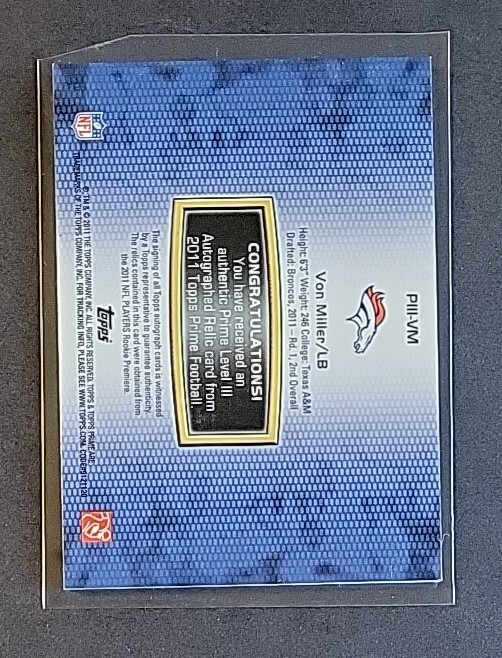 PIII-VM
Von Miller/LB
Height: 6'3" Weight: 246 College: Texas A&M
Drafted: Broncos, 2011 – Rd. 1, 2nd Overall
CONGRATULATIONS!
You have received an
authentic Prime Level III
Autographed Relic card from
2011 Topps Prime Football.
The signing of all Topps autograph cards is witnessed
by a Topps representative to guarantee authenticity.
The relics contained in this card were obtained from
the 2011 NFL PLAYERS Rookie Premiere.
Topps
®, TM & © 2011 THE TOPPS COMPANY, INC. ALL RIGHTS RESERVED. TOPPS & TOPPS PRIME ARE
TRADEMARKS OF THE TOPPS COMPANY, INC. FOR TRACKING INFO, PLEASE SEE WWW.TOPPS.COM.
NFL